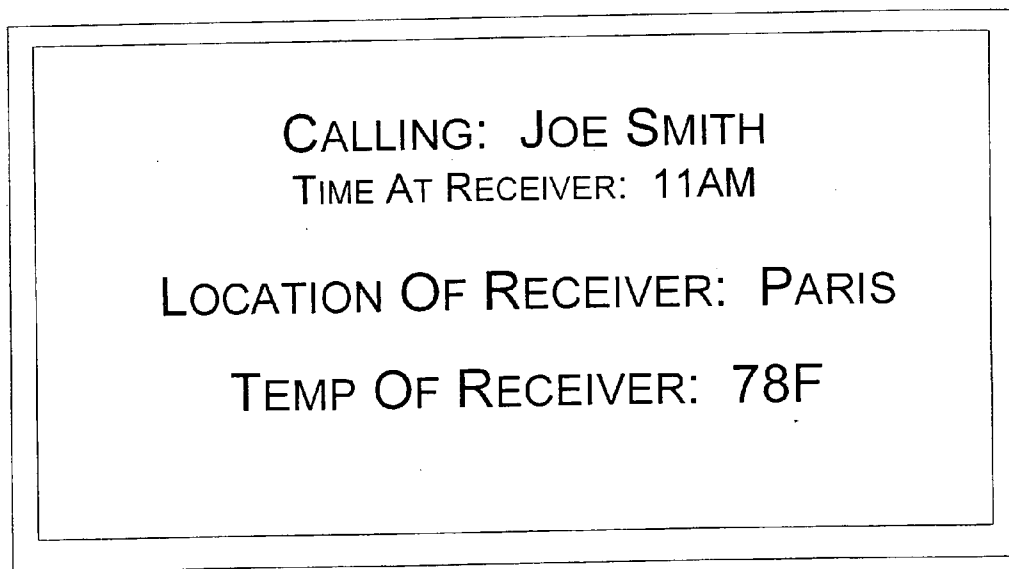 CALLING: JOE SMITH
TIME AT RECEIVER: 11AM
LOCATION OF RECEIVER: PARIS
TEMP OF RECEIVER: 78F